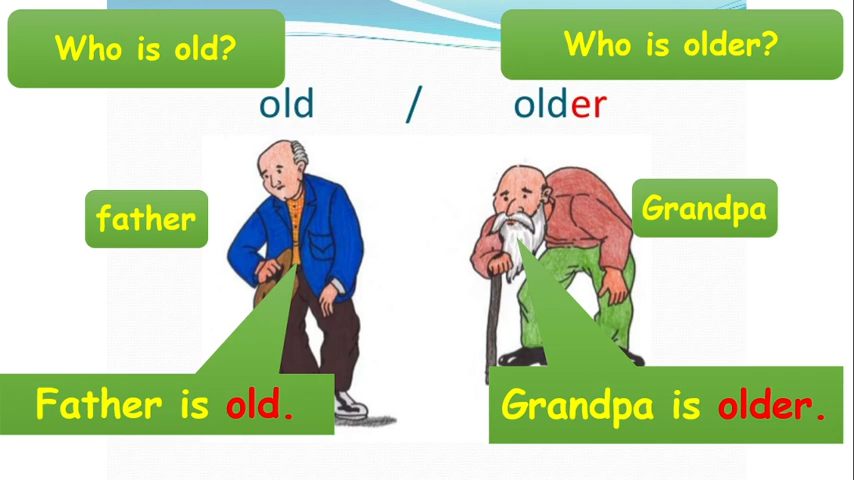 Who is old?
Who is older?
old / older
father
Grandpa
Father is old.
Grandpa is older.